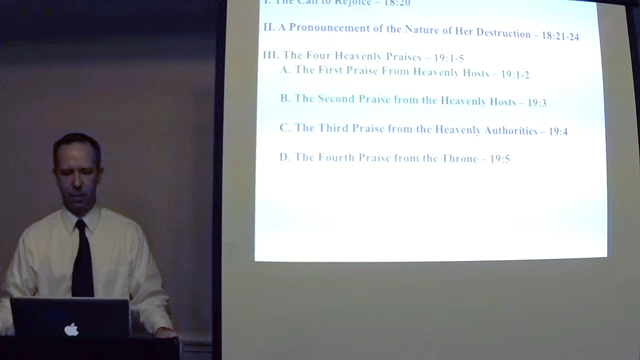 I. The Call to Rejoice – 18:20
II. A Pronouncement of the Nature of Her Destruction – 18:21-24
III. The Four Heavenly Praises – 19:1-5
A. The First Praise From Heavenly Hosts – 19:1-2
B. The Second Praise from the Heavenly Hosts – 19:3
C. The Third Praise from the Heavenly Authorities – 19:4
D. The Fourth Praise from the Throne – 19:5